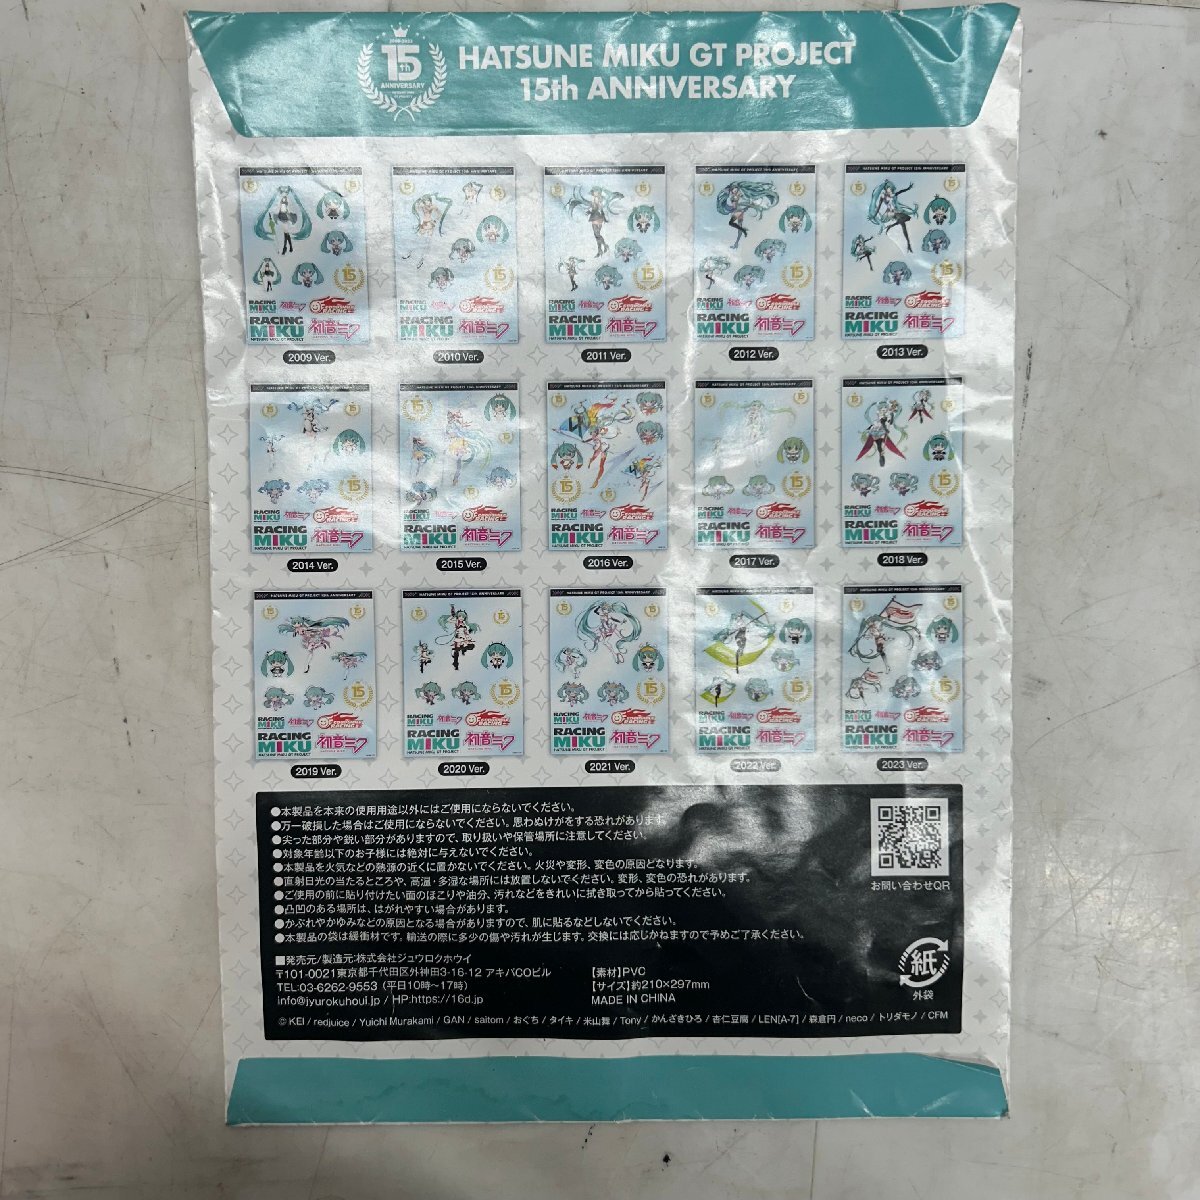 15th
ANNIVERSARY
HATSUNE MIKU GT PROJECT
15th ANNIVERSARY
2009 Ver.
2010 Ver.
2011 Ver.
2012 Ver.
2013 Ver.
2014 Ver.
2015 Ver.
2016 Ver.
2017 Ver.
2018 Ver.
2019 Ver.
2020 Ver.
2021 Ver.
2022 Ver.
2023 Ver.
RACING
MIKU
初音ミク
HATSUNE MIKU GT PROJECT
●本製品を本来の使用用途以外にはご使用にならないでください。
●万一破損した場合はご使用にならないでください。思わぬけがをする恐れがあります。
●尖った部分や鋭い部分がありますので、取り扱いや保管場所に注意してください。
●対象年齢以下のお子様には絶対に与えないでください。
●本製品を火気などの熱源の近くに置かないでください。火災や変形、変色の原因となります。
●直射日光の当たるところや、高温・多湿な場所には放置しないでください。変形、変色の恐れがあります。
●ご使用の前に貼り付けたい面のほこりや油分、汚れなどをきれいに拭き取ってから貼ってください。
●凸凹のある場所は、はがれやすい場合があります。
●かぶれやかゆみなどの原因となる場合がありますので、肌に貼るなどしないでください。
●本製品の袋は緩衝材です。輸送の際に多少の傷や汚れが生じます。交換には応じかねますので予めご了承ください。
お問い合わせQR
■発売元/製造元:株式会社ジュウロクホウイ
〒101-0021東京都千代田区外神田3-16-12 アキバCOビル
TEL:03-6262-9553（平日10時〜17時）
info@jyurokuhoui.jp / HP:https://16d.jp
【素材】PVC
【サイズ】約210×297mm
MADE IN CHINA
紙
外袋
© KEI / redjuice / Yuichi Murakami / GAN / saitom / おぐち / タイキ / 米山舞 / Tony / かんざきひろ / 杏仁豆腐 / LEN[A-7] / 森倉円 / neco / トリダモノ / CFM